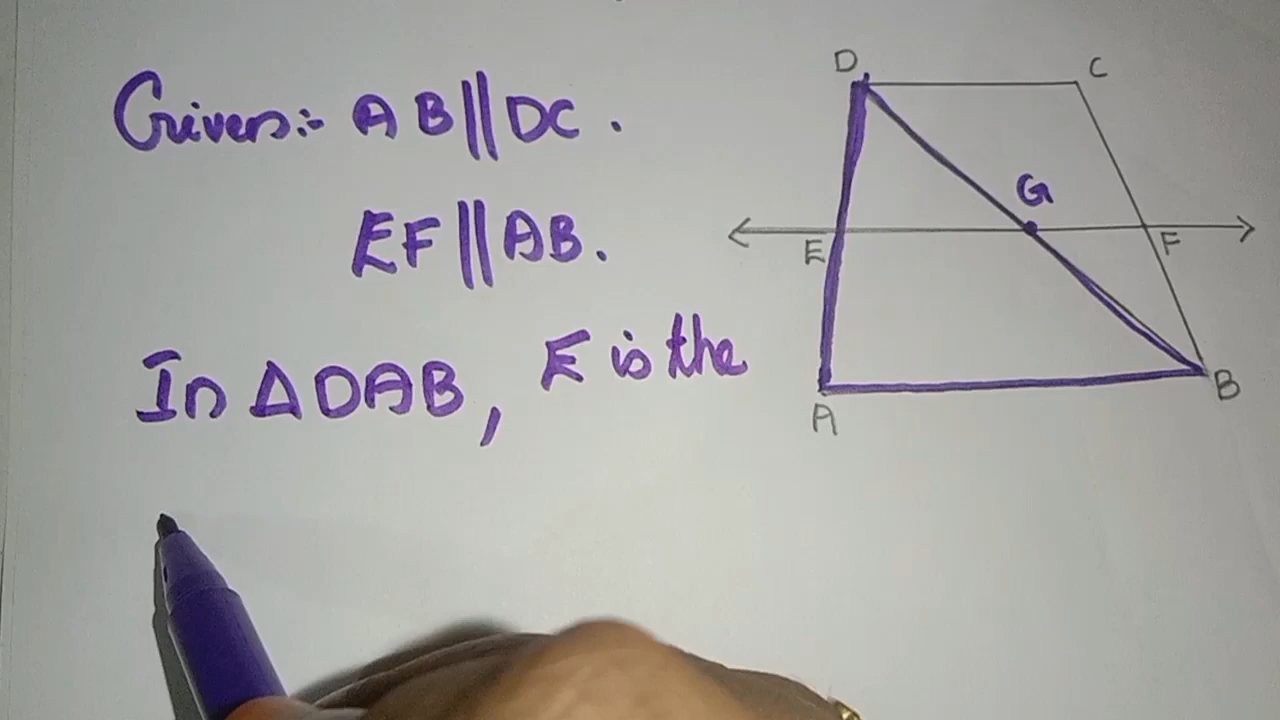 Given:- AB||DC.
EF||AB.
In ΔDAB, E is the
D
C
G
E
F
A
B